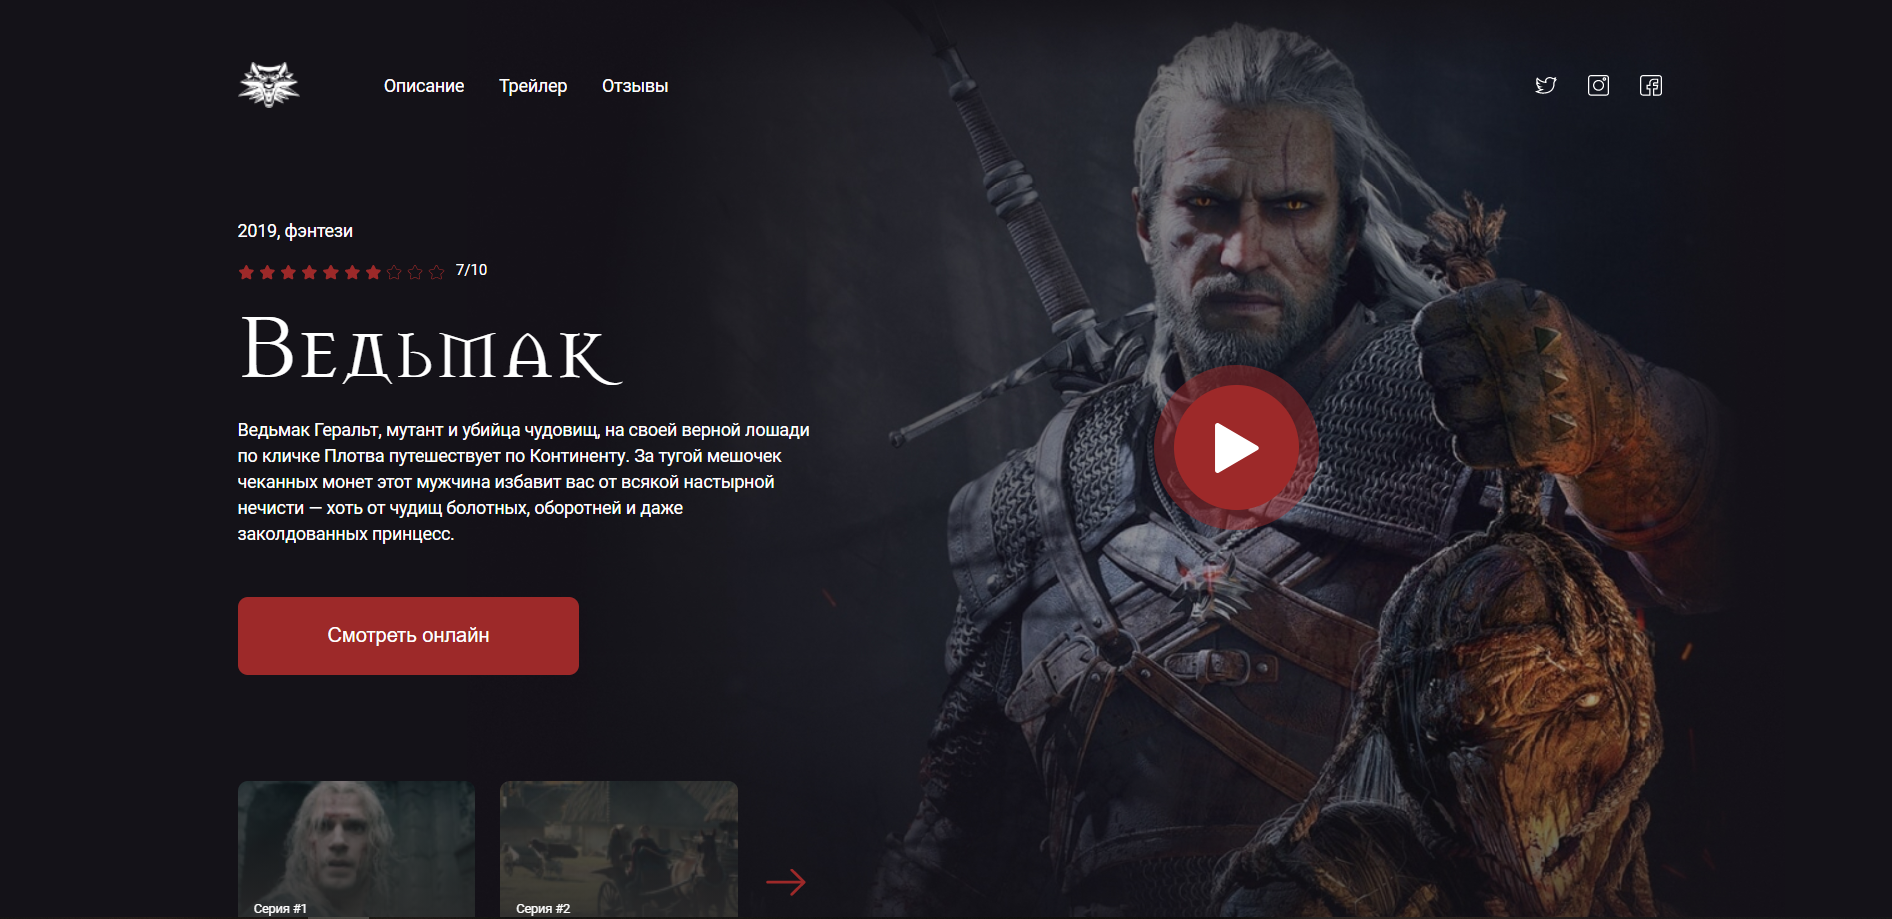 Описание Трейлер Отзывы
2019, фэнтези
7/10
Ведьмак
Ведьмак Геральт, мутант и убийца чудовищ, на своей верной лошади
по кличке Плотва путешествует по Континенту. За тугой мешочек
чеканных монет этот мужчина избавит вас от всякой настырной
нечисти — хоть от чудищ болотных, оборотней и даже
заколдованных принцесс.
Смотреть онлайн
Серия #1 Серия #2